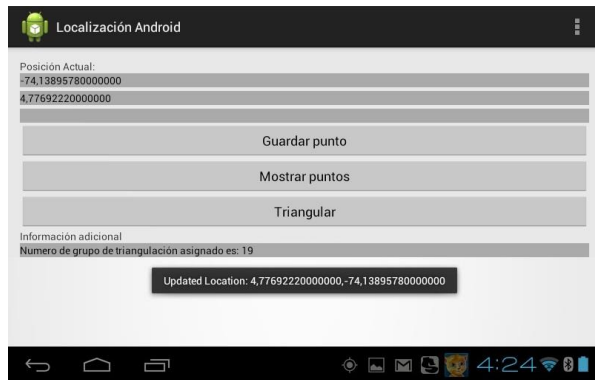 Localización Android
Posición Actual:
-74,13895780000000
4,77692220000000
Guardar punto
Mostrar puntos
Triangular
Información adicional
Numero de grupo de triangulación asignado es: 19
Updated Location: 4,77692220000000,-74,13895780000000
4:24